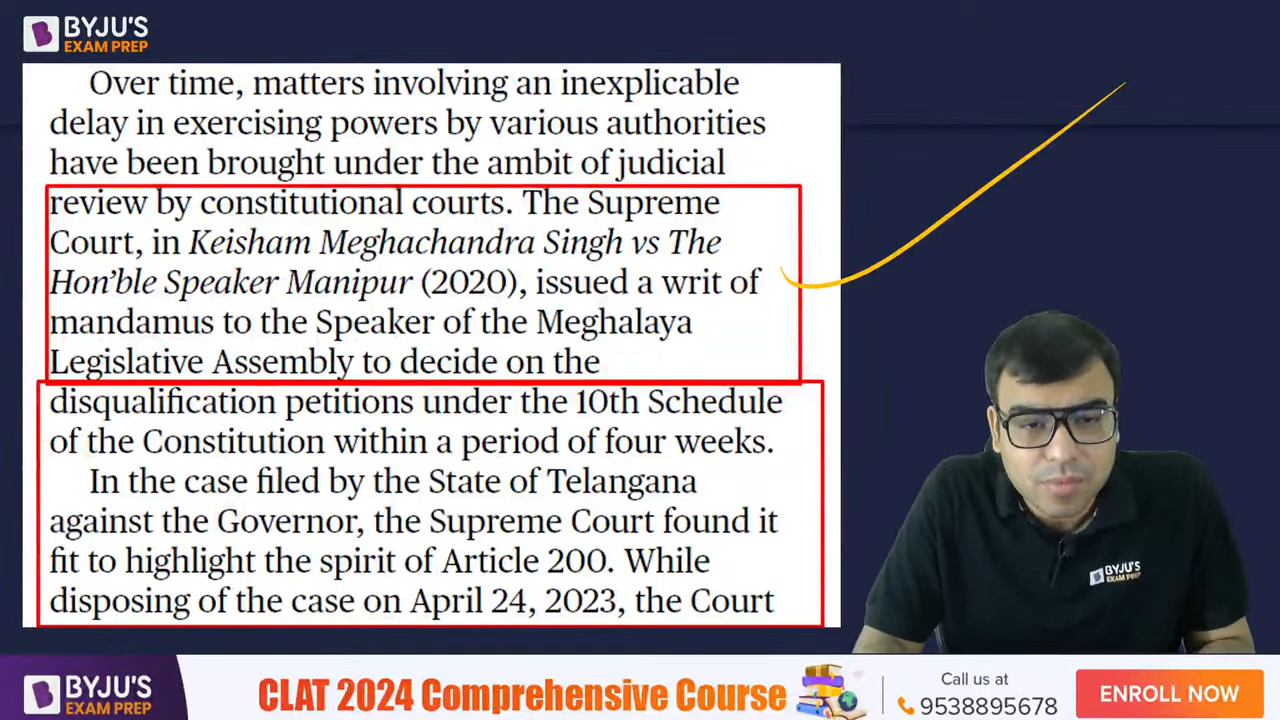 BYJU'S
EXAM PREP
Over time, matters involving an inexplicable
delay in exercising powers by various authorities
have been brought under the ambit of judicial
review by constitutional courts. The Supreme
Court, in Keisham Meghachandra Singh vs The
Hon'ble Speaker Manipur (2020), issued a writ of
mandamus to the Speaker of the Meghalaya
Legislative Assembly to decide on the
disqualification petitions under the 10th Schedule
of the Constitution within a period of four weeks.
In the case filed by the State of Telangana
against the Governor, the Supreme Court found it
fit to highlight the spirit of Article 200. While
disposing of the case on April 24, 2023, the Court
BYJU'S
EXAM PREP
BYJU'S
EXAM PREP
CLAT 2024 Comprehensive Course
Call us at
9538895678
ENROLL NOW